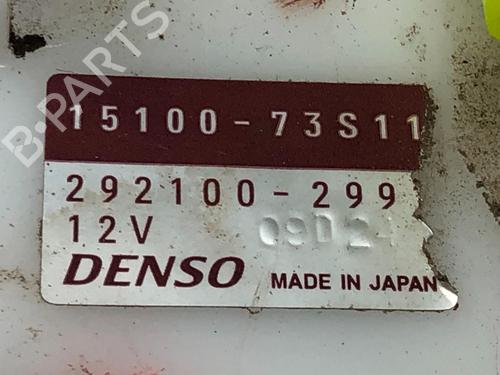 B-PARTS
15100-73S11
292100-299
12V 09D24
DENSO MADE IN JAPAN